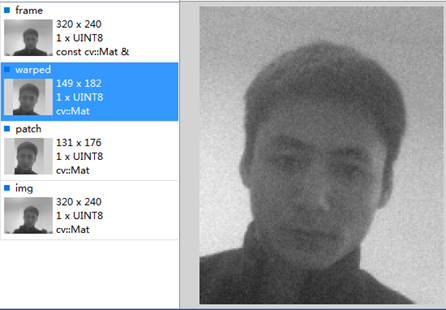 frame
320 x 240
1 x UINT8
const cv::Mat &
warped
149 x 182
1 x UINT8
cv::Mat
patch
131 x 176
1 x UINT8
cv::Mat
img
320 x 240
1 x UINT8
cv::Mat